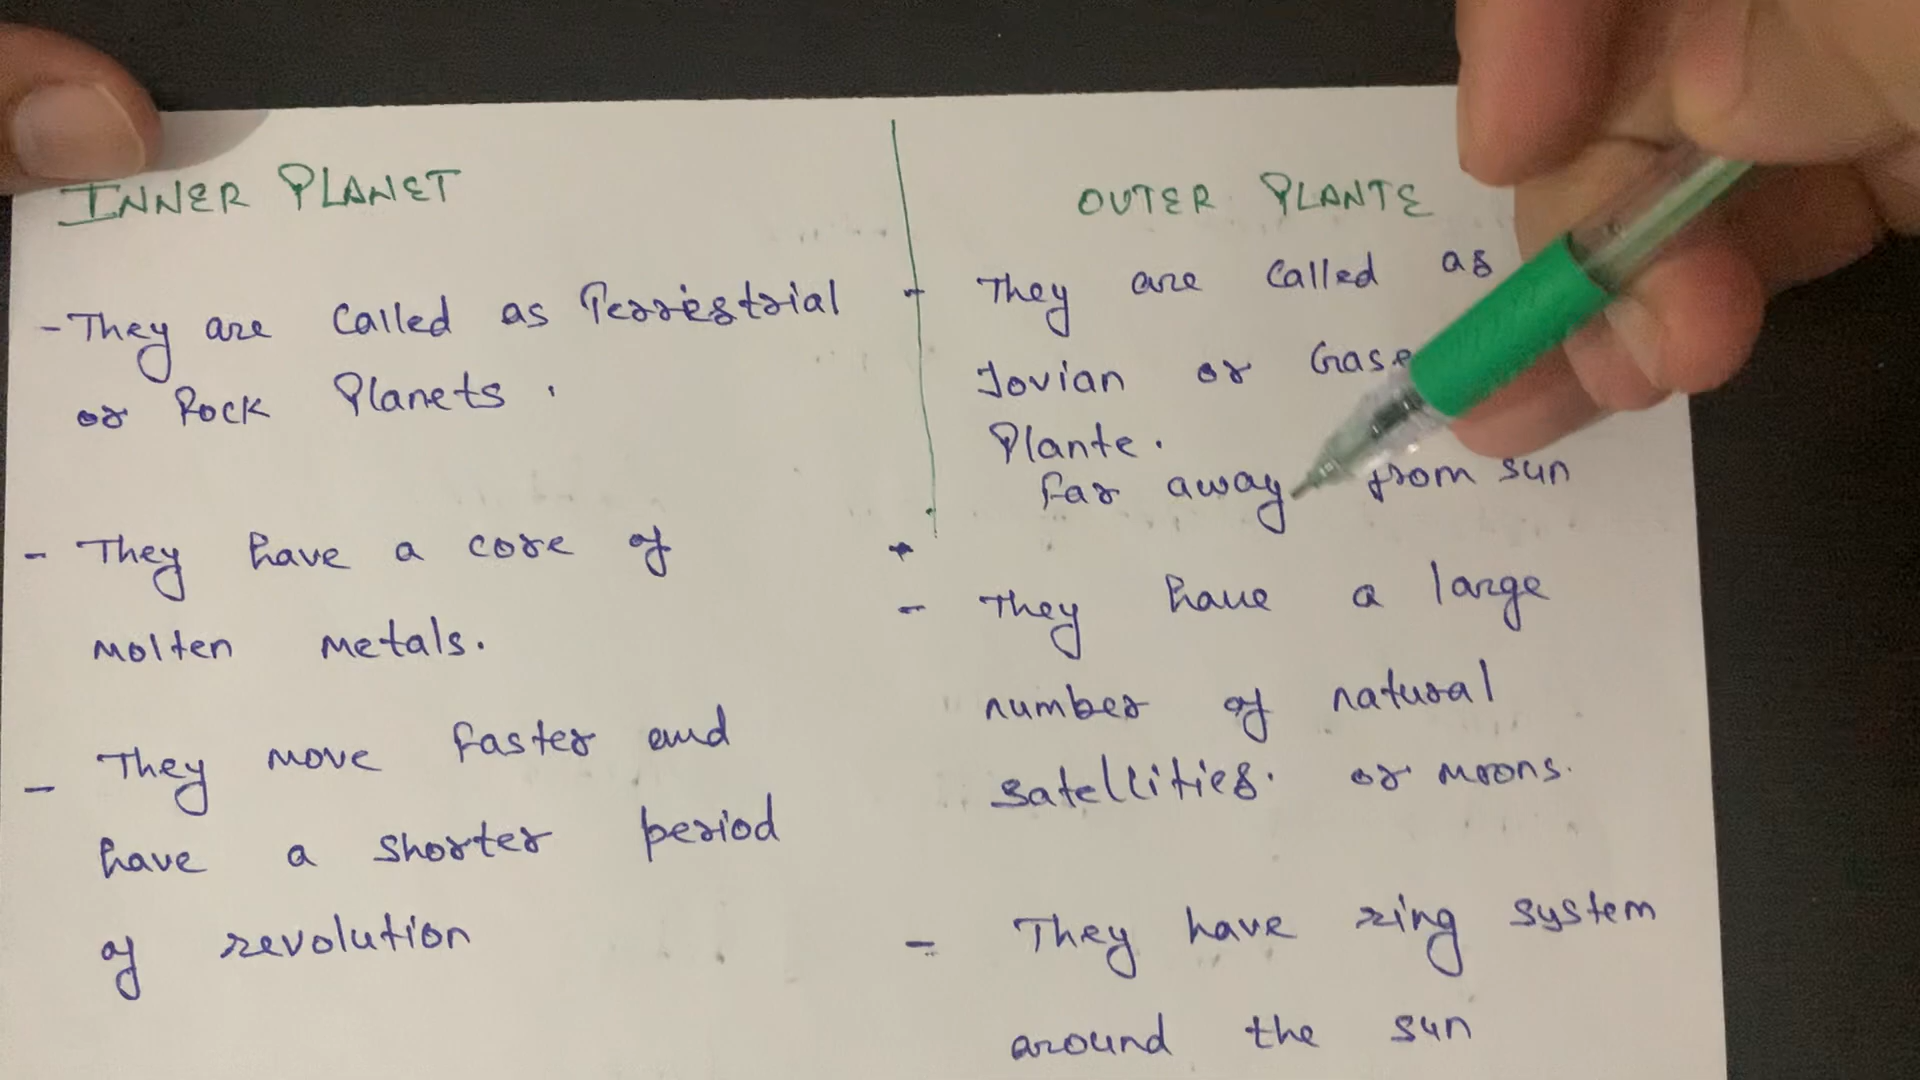 INNER PLANET
- They are called as Terrestrial
or Rock Planets .
- They have a core of
molten metals.
- They move faster and
have a shorter period
of revolution
OUTER PLANTE
- They are called as
Jovian or
Plante.
far away from sun
- They have a large
number of natural
satellities. or moons.
- They have ring system
around the sun